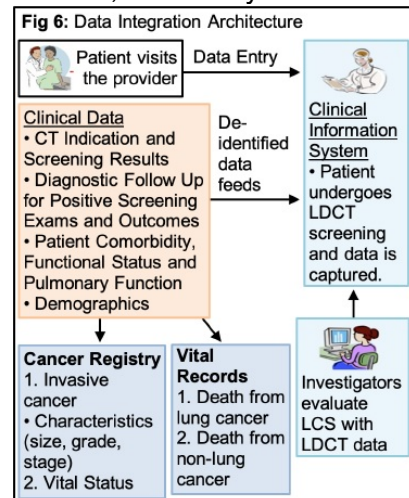 Fig 6: Data Integration Architecture
Patient visits
the provider
Data Entry
Clinical Data
• CT Indication and
Screening Results
• Diagnostic Follow Up
for Positive Screening
Exams and Outcomes
• Patient Comorbidity,
Functional Status and
Pulmonary Function
• Demographics
De-
identified
data
feeds
Clinical
Information
System
• Patient
undergoes
LDCT
screening
and data is
captured.
Cancer Registry
1. Invasive
cancer
• Characteristics
(size, grade,
stage)
2. Vital Status
Vital
Records
1. Death from
lung cancer
2. Death from
non-lung
cancer
Investigators
evaluate
LCS with
LDCT data